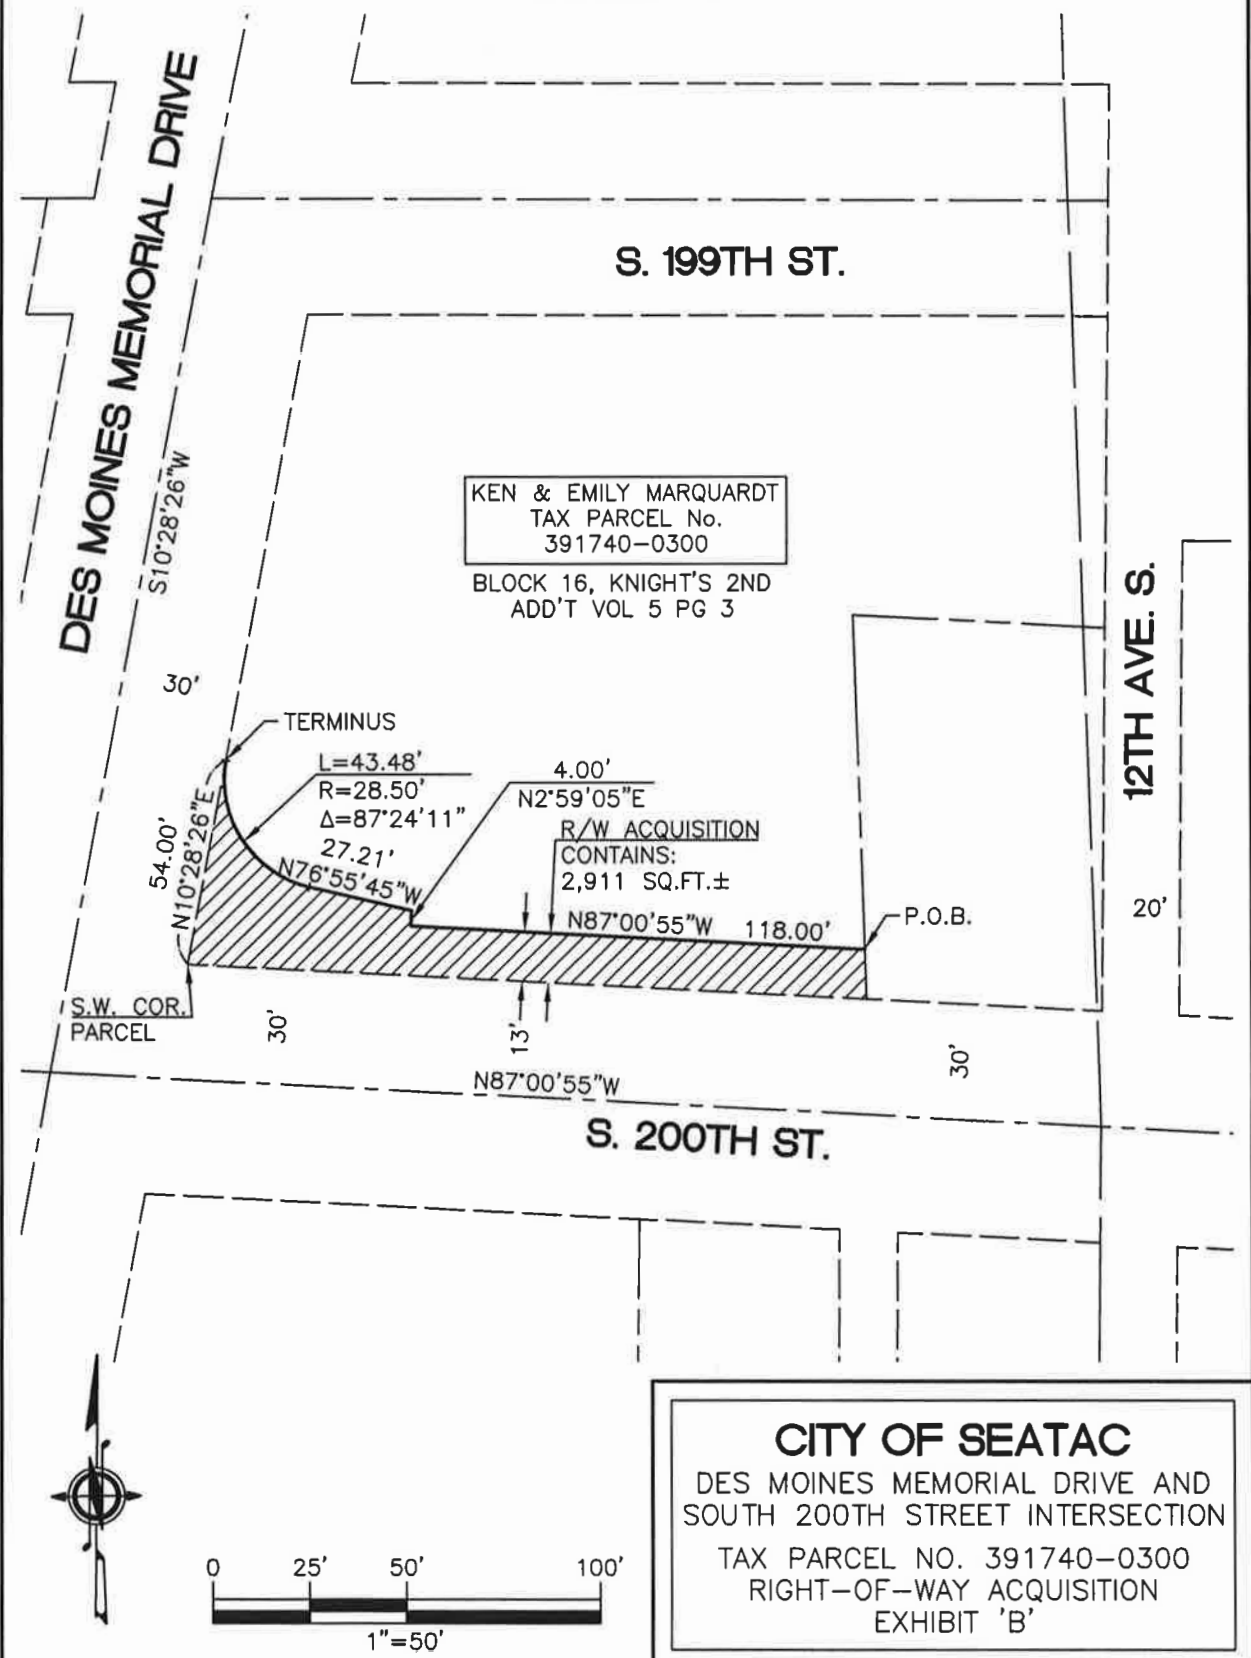 DES MOINES MEMORIAL DRIVE
S. 199TH ST.
S10°28'26"W
KEN & EMILY MARQUARDT
TAX PARCEL No.
391740-0300
BLOCK 16, KNIGHT'S 2ND
ADD'T VOL 5 PG 3
12TH AVE. S.
30'
TERMINUS
L=43.48'
R=28.50'
Δ=87°24'11"
27.21'
N76°55'45"W
4.00'
N2°59'05"E
R/W ACQUISITION
CONTAINS:
2,911 SQ.FT.±
54.00'
N10°28'26"E
N87°00'55"W 118.00'
P.O.B.
20'
S.W. COR.
PARCEL
30'
13'
30'
N87°00'55"W
S. 200TH ST.
0 25' 50' 100'
1"=50'
CITY OF SEATAC
DES MOINES MEMORIAL DRIVE AND
SOUTH 200TH STREET INTERSECTION
TAX PARCEL NO. 391740-0300
RIGHT-OF-WAY ACQUISITION
EXHIBIT 'B'